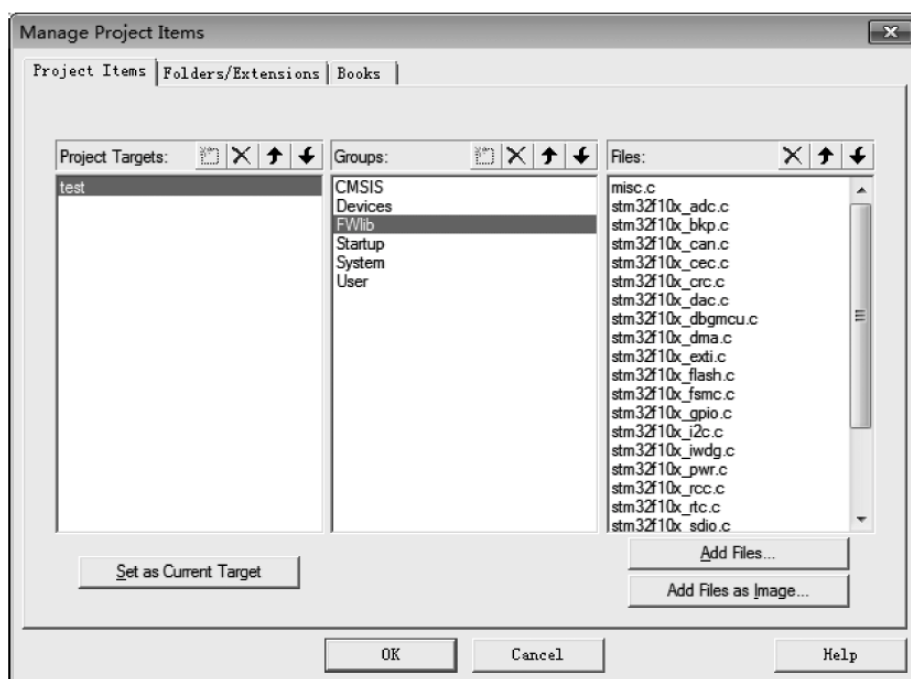 Manage Project Items
Project Items Folders/Extensions Books
Project Targets: Groups: Files:
test
CMSIS
Devices
FWlib
Startup
System
User
misc.c
stm32f10x_adc.c
stm32f10x_bkp.c
stm32f10x_can.c
stm32f10x_cec.c
stm32f10x_crc.c
stm32f10x_dac.c
stm32f10x_dbgmcu.c
stm32f10x_dma.c
stm32f10x_exti.c
stm32f10x_flash.c
stm32f10x_fsmc.c
stm32f10x_gpio.c
stm32f10x_i2c.c
stm32f10x_iwdg.c
stm32f10x_pwr.c
stm32f10x_rcc.c
stm32f10x_rtc.c
stm32f10x_sdio.c
Set as Current Target
Add Files...
Add Files as Image...
OK Cancel Help